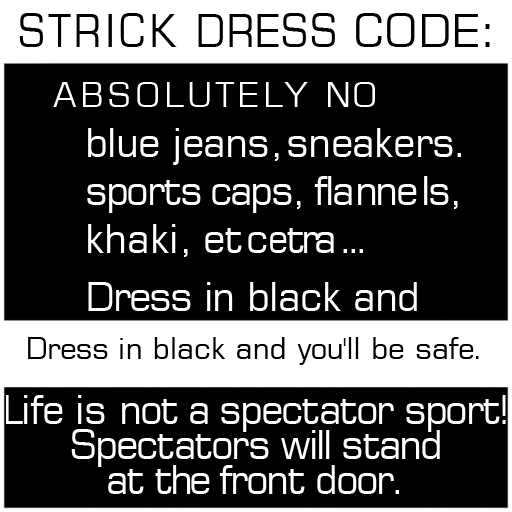 STRICK DRESS CODE:
ABSOLUTELY NO
blue jeans, sneakers.
sports caps, flannels,
khaki, etcetra...
Dress in black and
Dress in black and you'll be safe.
Life is not a spectator sport!
Spectators will stand
at the front door.